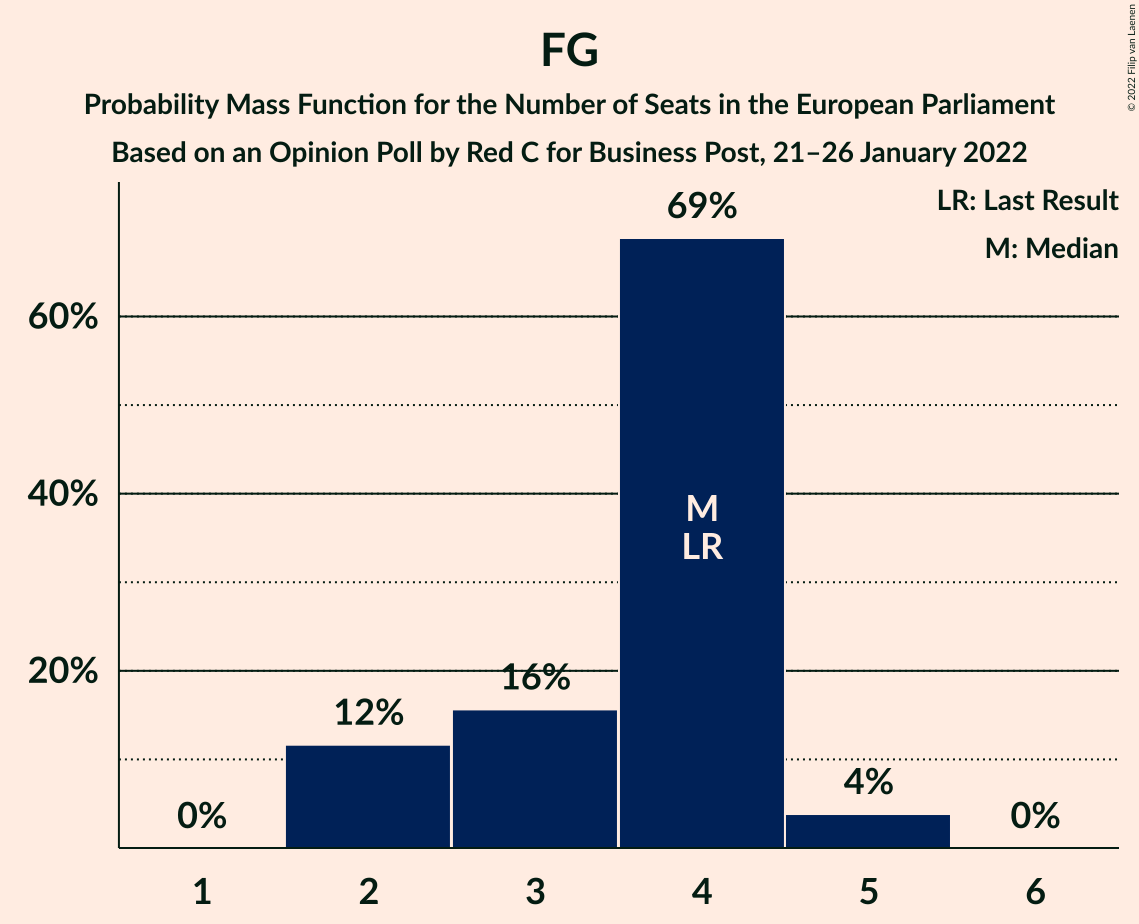 FG
Probability Mass Function for the Number of Seats in the European Parliament
Based on an Opinion Poll by Red C for Business Post, 21–26 January 2022
© 2022 Filip van Laenen
LR: Last Result
M: Median
69%
60%
40%
M
LR
20%
16%
12%
4%
0%
0%
1 2 3 4 5 6